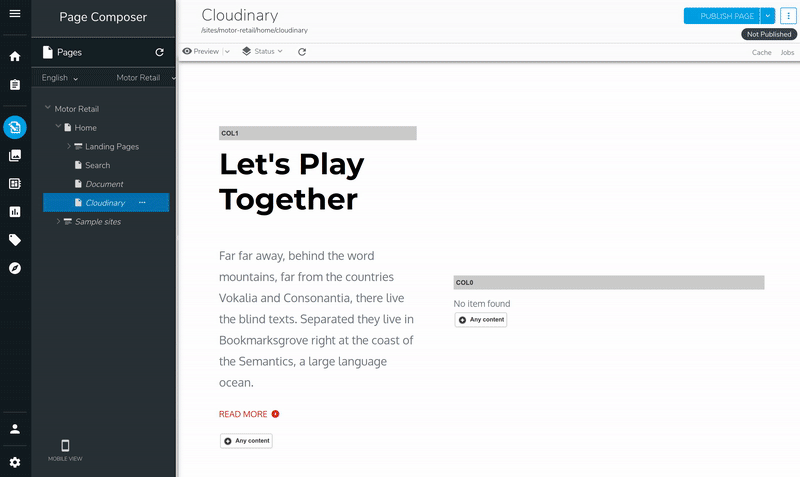 Page Composer
Pages
English
Motor Retail
Motor Retail
Home
Landing Pages
Search
Document
Cloudinary
Sample sites
MOBILE VIEW
Cloudinary
/sites/motor-retail/home/cloudinary
PUBLISH PAGE
Not Published
Preview
Status
Cache
Jobs
COL1
Let's Play
Together
Far far away, behind the word
mountains, far from the countries
Vokalia and Consonantia, there live
the blind texts. Separated they live in
Bookmarksgrove right at the coast of
the Semantics, a large language
ocean.
READ MORE
Any content
COL0
No item found
Any content